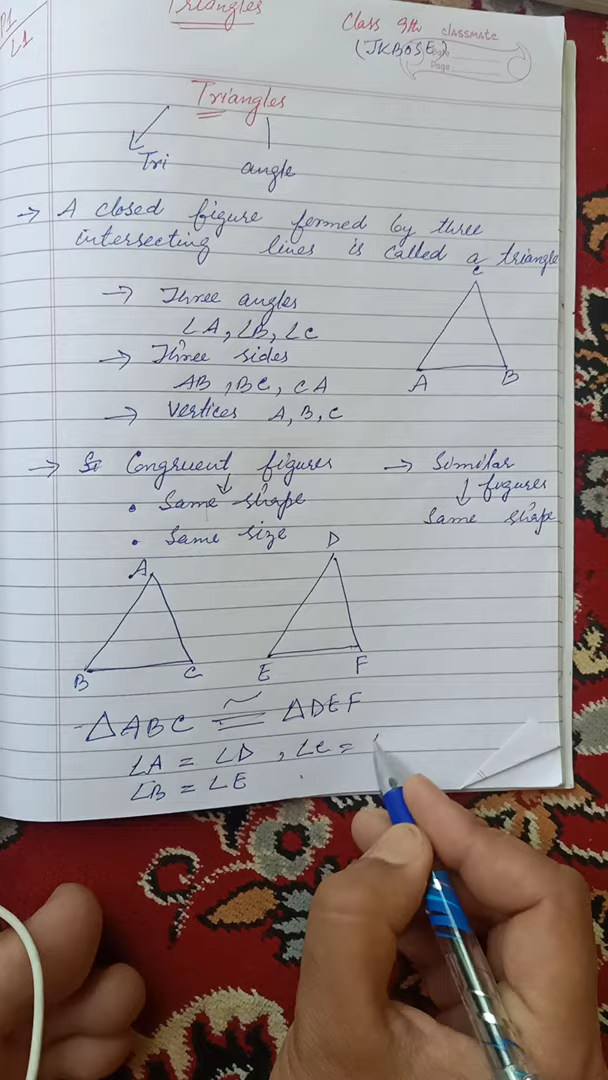 P1
L1
Triangles
Class 9th
(JKBOSE)
classmate
Page
Triangles
Tri angle
→ A closed figure formed by three
intersecting lines is called a triangle
→ Three angles
∠A, ∠B, ∠C
→ Three sides
AB, BC, CA
→ Vertices A, B, C
C
A B
→ Congruent figures
• Same shape
• Same size
→ Similar
figures
Same shape
A
B C
D
E F
△ABC ≅ △DEF
∠A = ∠D , ∠C =
∠B = ∠E